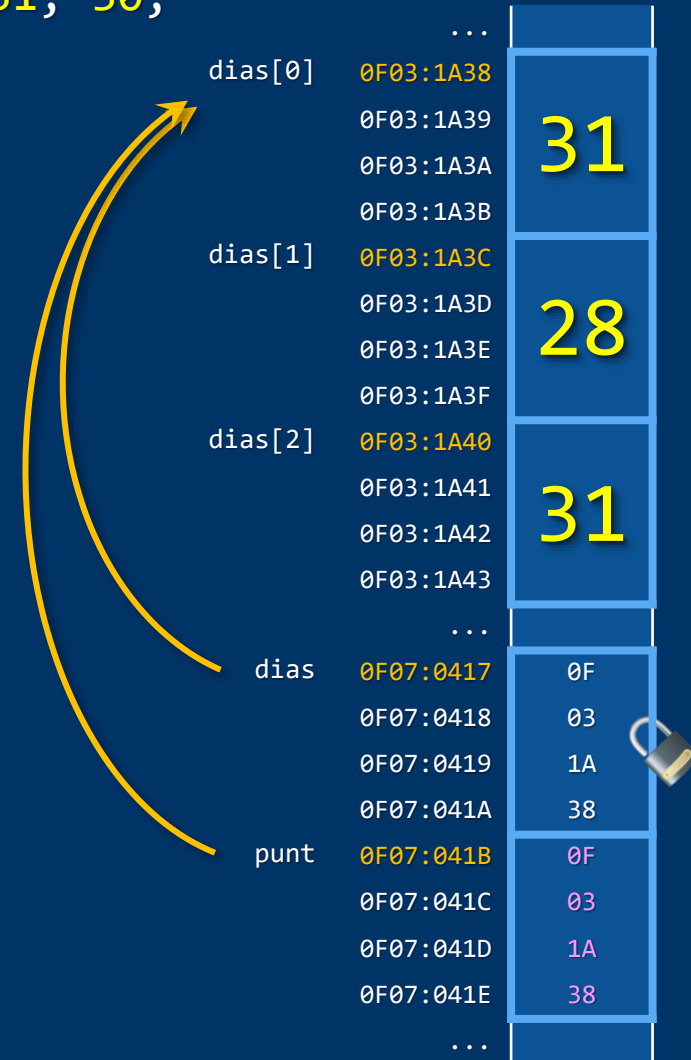 31, 30,
...
dias[0] 0F03:1A38 31
0F03:1A39
0F03:1A3A
0F03:1A3B
dias[1] 0F03:1A3C 28
0F03:1A3D
0F03:1A3E
0F03:1A3F
dias[2] 0F03:1A40 31
0F03:1A41
0F03:1A42
0F03:1A43
...
dias 0F07:0417 0F
0F07:0418 03
0F07:0419 1A
0F07:041A 38
punt 0F07:041B 0F
0F07:041C 03
0F07:041D 1A
0F07:041E 38
...